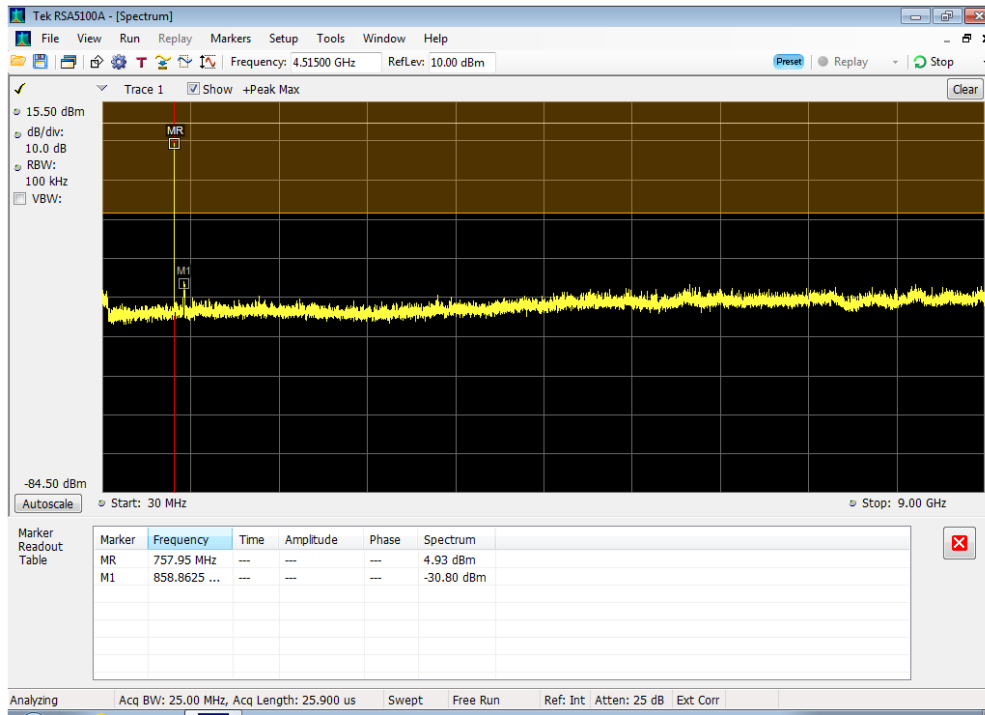 Tek RSA5100A - [Spectrum]
File View Run Replay Markers Setup Tools Window Help
T Frequency: 4.51500 GHz RefLev: 10.00 dBm Preset Replay Stop
Trace 1 Show +Peak Max Clear
15.50 dBm
dB/div:
10.0 dB
RBW:
100 kHz
VBW:
MR
M1
-84.50 dBm
Autoscale Start: 30 MHz Stop: 9.00 GHz
Marker Readout Table
Marker Frequency Time Amplitude Phase Spectrum
MR 757.95 MHz --- --- --- 4.93 dBm
M1 858.8625 ... --- --- --- -30.80 dBm
Analyzing Acq BW: 25.00 MHz, Acq Length: 25.900 us Swept Free Run Ref: Int Atten: 25 dB Ext Corr